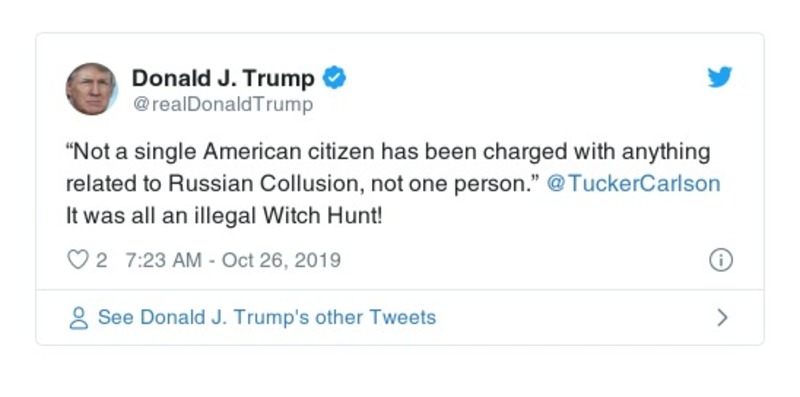 Donald J. Trump
@realDonaldTrump
“Not a single American citizen has been charged with anything
related to Russian Collusion, not one person.” @TuckerCarlson
It was all an illegal Witch Hunt!
2 7:23 AM - Oct 26, 2019
See Donald J. Trump's other Tweets